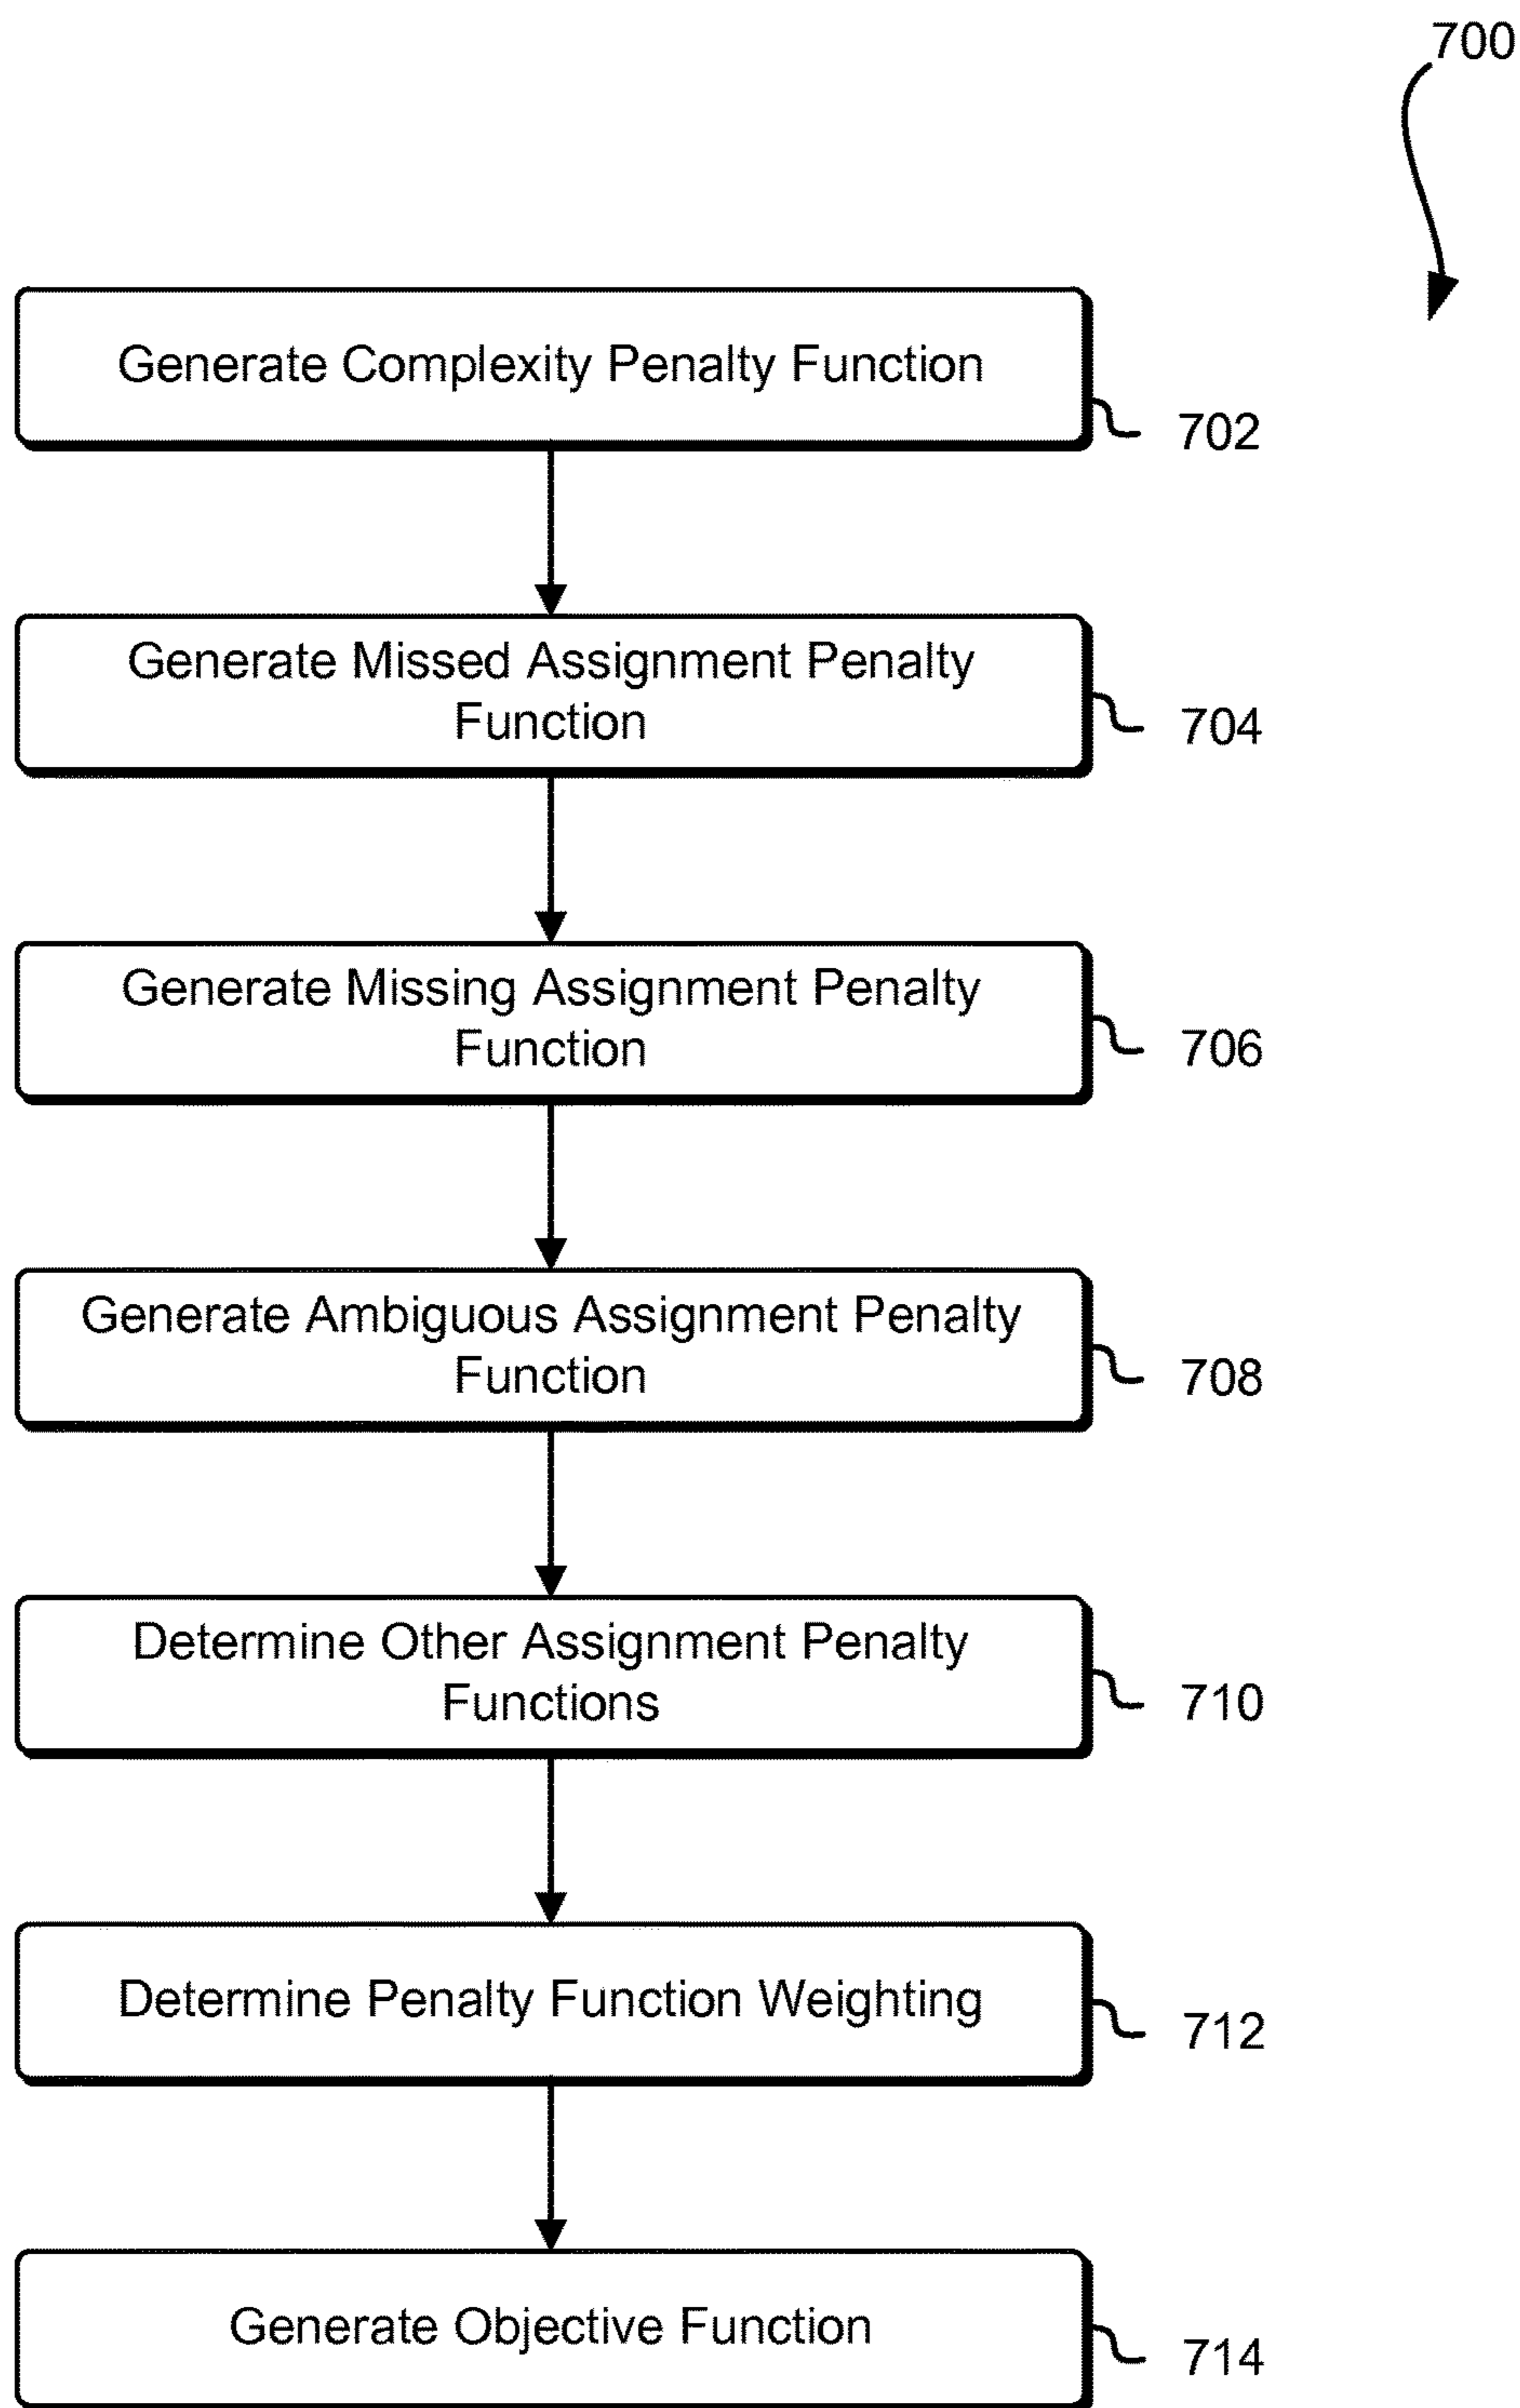 700
Generate Complexity Penalty Function
702
Generate Missed Assignment Penalty
Function
704
Generate Missing Assignment Penalty
Function
706
Generate Ambiguous Assignment Penalty
Function
708
Determine Other Assignment Penalty
Functions
710
Determine Penalty Function Weighting
712
Generate Objective Function
714